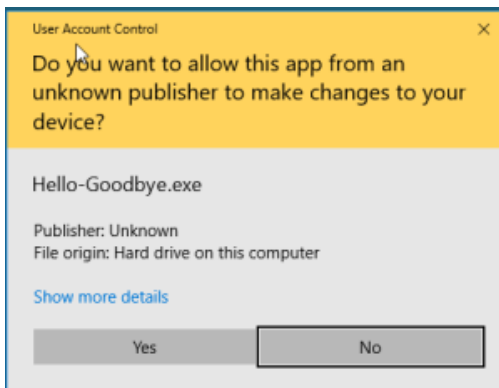 User Account Control
Do you want to allow this app from an
unknown publisher to make changes to your
device?
Hello-Goodbye.exe
Publisher: Unknown
File origin: Hard drive on this computer
Show more details
Yes
No